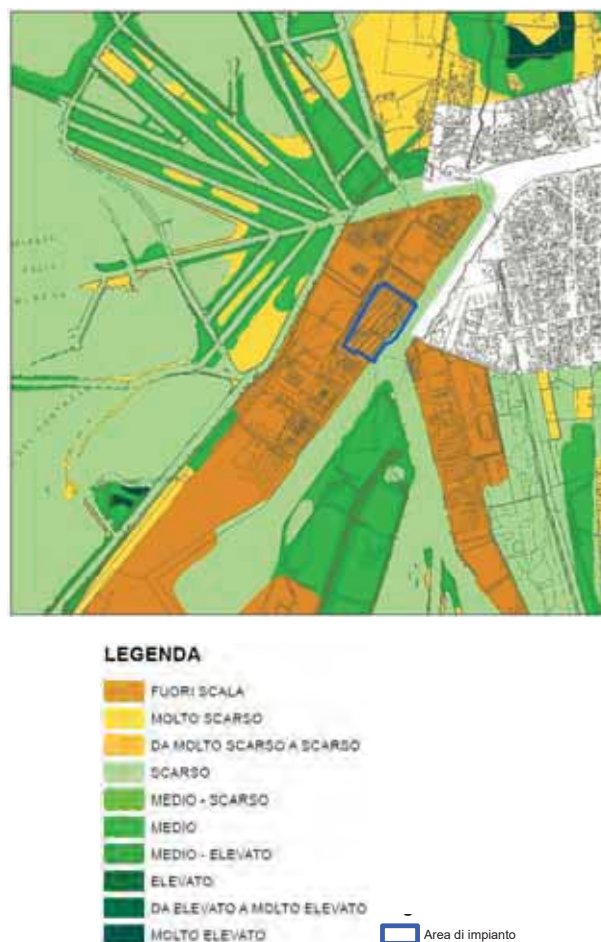 LEGENDA
FUORI SCALA
MOLTO SCARSO
DA MOLTO SCARSO A SCARSO
SCARSO
MEDIO - SCARSO
MEDIO
MEDIO - ELEVATO
ELEVATO
DA ELEVATO A MOLTO ELEVATO
MOLTO ELEVATO
Area di impianto